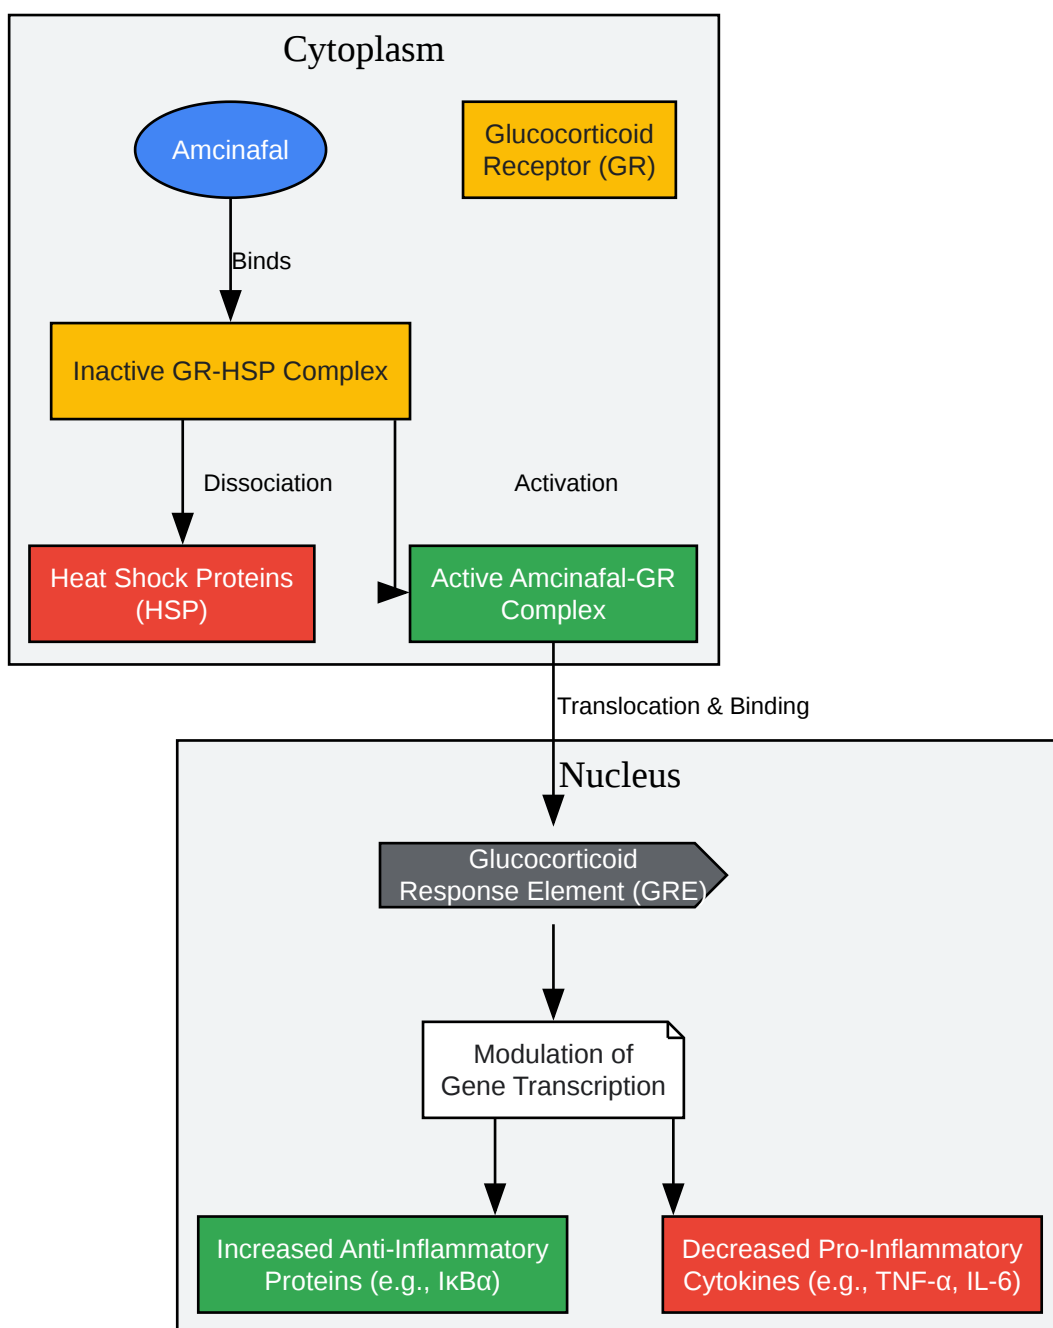 Cytoplasm
Amcinafal
Glucocorticoid
Receptor (GR)
Binds
Inactive GR-HSP Complex
Dissociation
Activation
Heat Shock Proteins
(HSP)
Active Amcinafal-GR
Complex
Translocation & Binding
Nucleus
Glucocorticoid
Response Element (GRE)
Modulation of
Gene Transcription
Increased Anti-Inflammatory
Proteins (e.g., IκBα)
Decreased Pro-Inflammatory
Cytokines (e.g., TNF-α, IL-6)